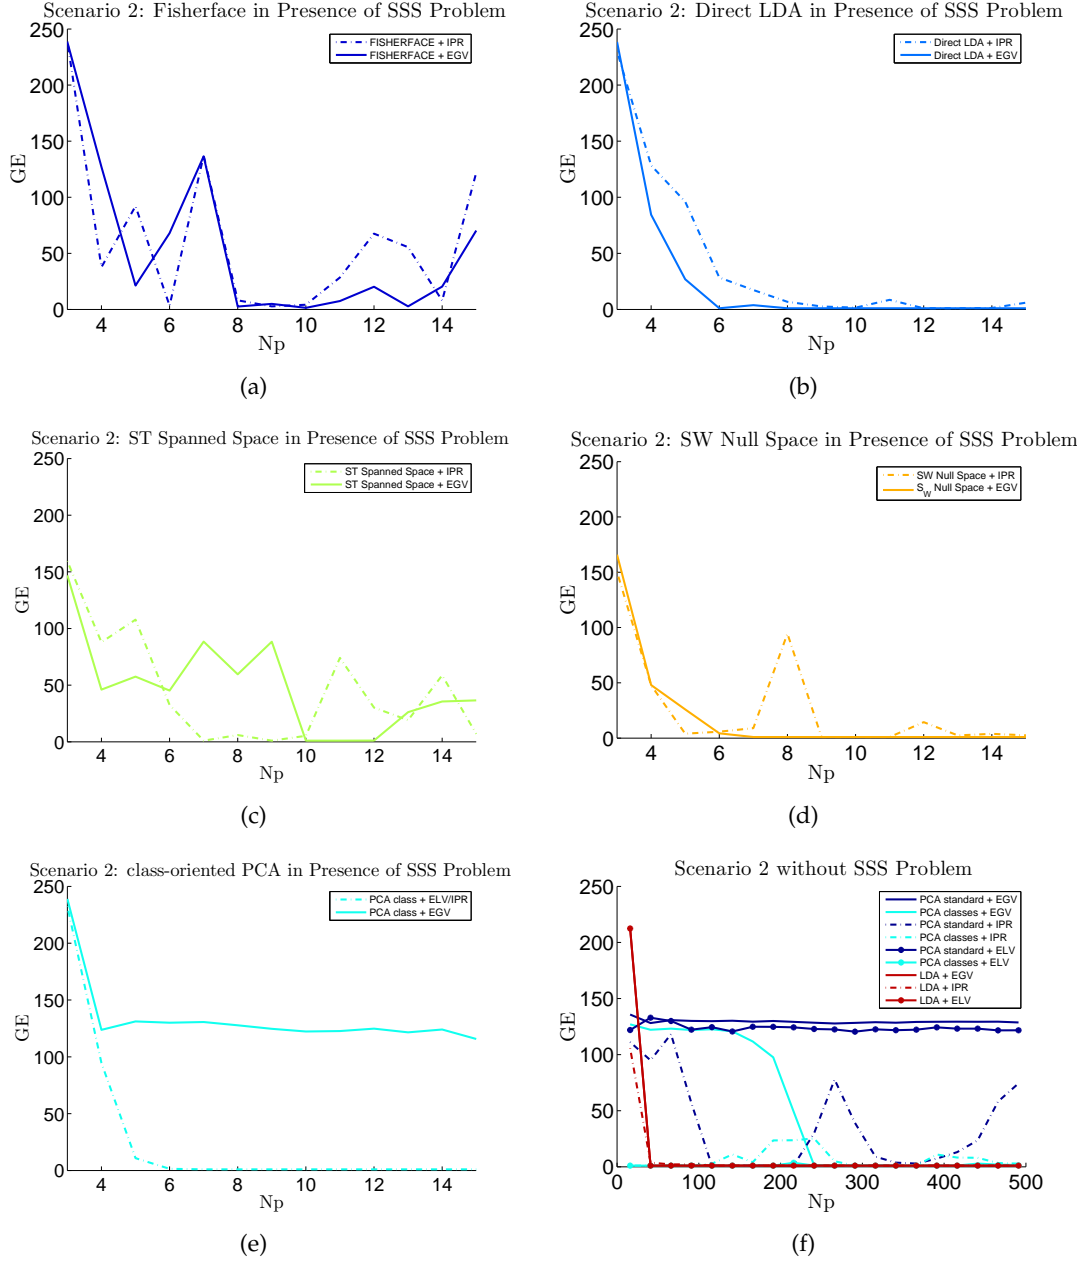 Scenario 2: Fisherface in Presence of SSS Problem
FISHERFACE + IPR
FISHERFACE + EGV
250
200
150
100
50
0
GE
4 6 8 10 12 14
Np
(a)
Scenario 2: Direct LDA in Presence of SSS Problem
Direct LDA + IPR
Direct LDA + EGV
250
200
150
100
50
0
GE
4 6 8 10 12 14
Np
(b)
Scenario 2: ST Spanned Space in Presence of SSS Problem
ST Spanned Space + IPR
ST Spanned Space + EGV
250
200
150
100
50
0
GE
4 6 8 10 12 14
Np
(c)
Scenario 2: SW Null Space in Presence of SSS Problem
SW Null Space + IPR
S_W Null Space + EGV
250
200
150
100
50
0
GE
4 6 8 10 12 14
Np
(d)
Scenario 2: class-oriented PCA in Presence of SSS Problem
PCA class + ELV/IPR
PCA class + EGV
250
200
150
100
50
0
GE
4 6 8 10 12 14
Np
(e)
Scenario 2 without SSS Problem
PCA standard + EGV
PCA classes + EGV
PCA standard + IPR
PCA classes + IPR
PCA standard + ELV
PCA classes + ELV
LDA + EGV
LDA + IPR
LDA + ELV
250
200
150
100
50
0
GE
0 100 200 300 400 500
Np
(f)